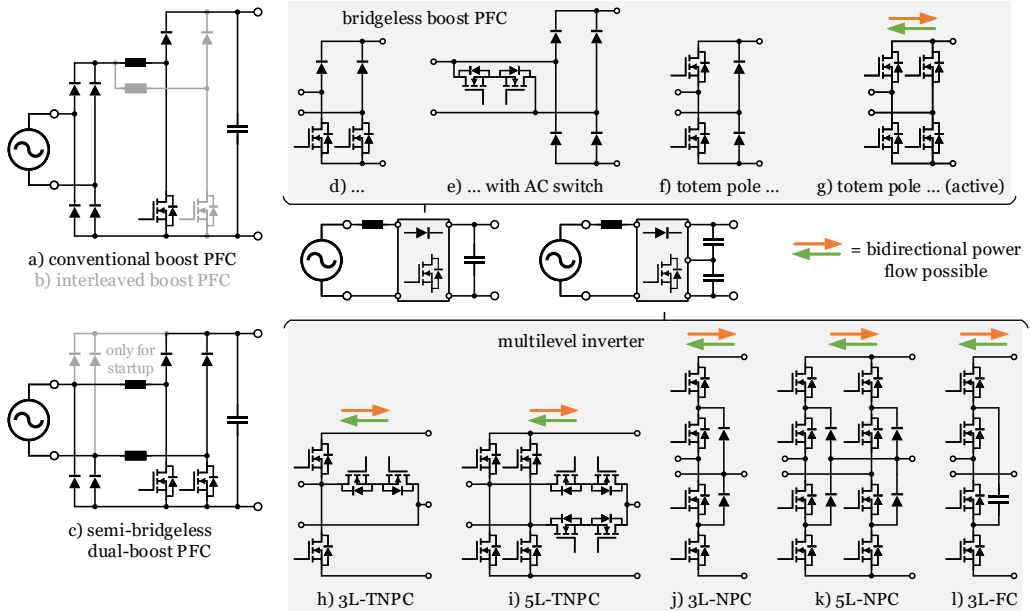 bridgeless boost PFC
d) ...
e) ... with AC switch
f) totem pole ...
g) totem pole ... (active)
a) conventional boost PFC
b) interleaved boost PFC
= bidirectional power
flow possible
only for
startup
c) semi-bridgeless
dual-boost PFC
multilevel inverter
h) 3L-TNPC
i) 5L-TNPC
j) 3L-NPC
k) 5L-NPC
l) 3L-FC